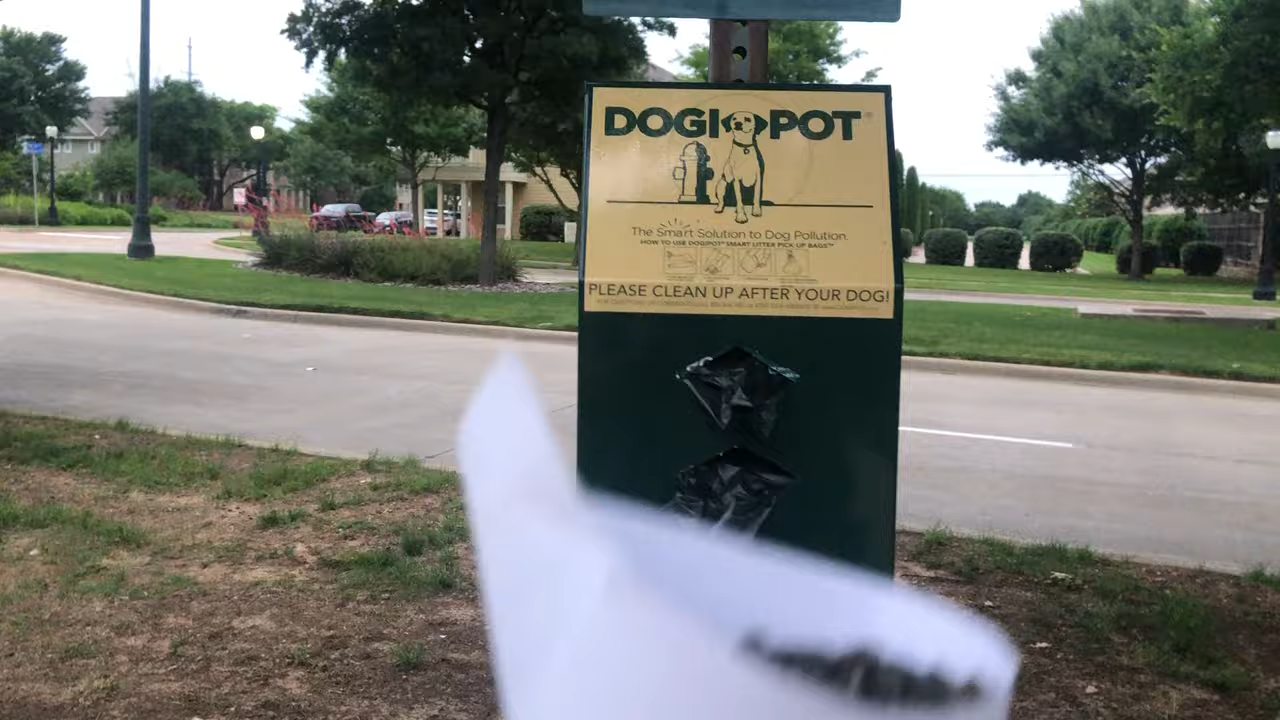 DOGIPOT
The Smart Solution to Dog Pollution.
HOW TO USE DOGIPOT® SMART LITTER PICK UP BAGS™
PLEASE CLEAN UP AFTER YOUR DOG!